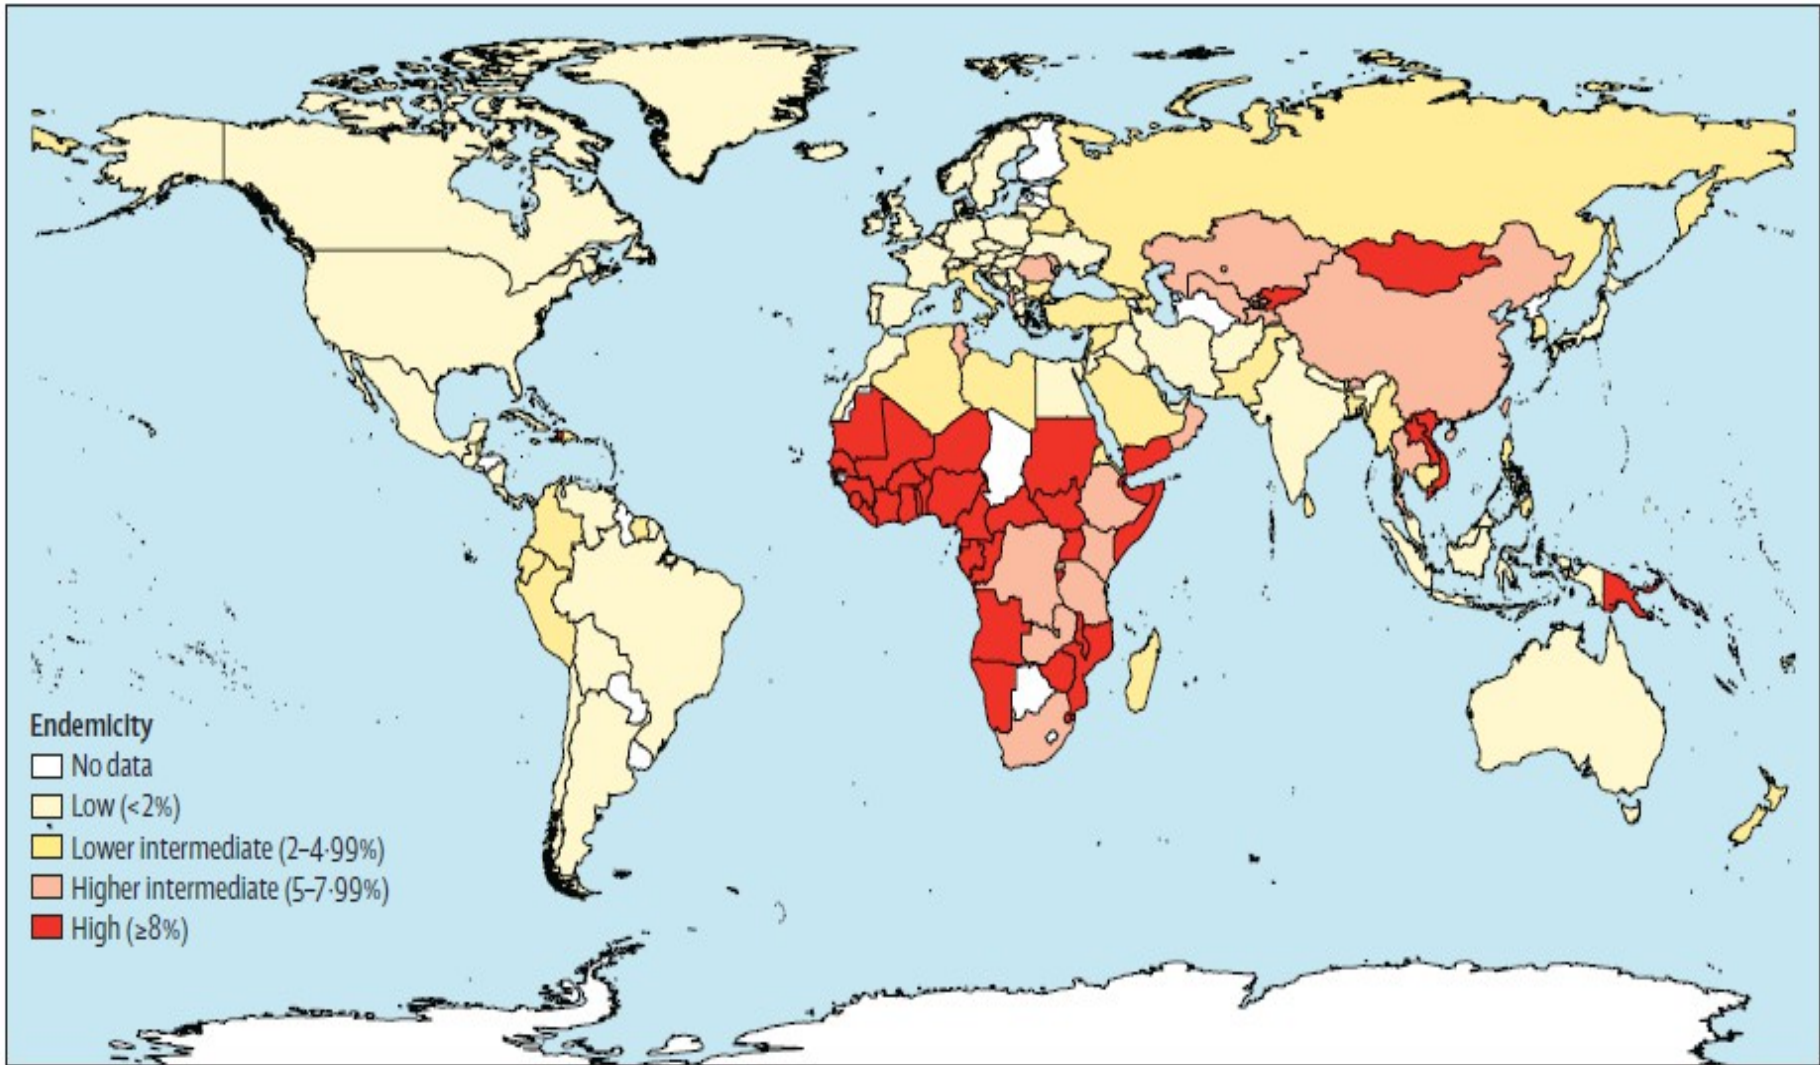 Endemicity
No data
Low (<2%)
Lower intermediate (2–4·99%)
Higher intermediate (5–7·99%)
High (≥8%)